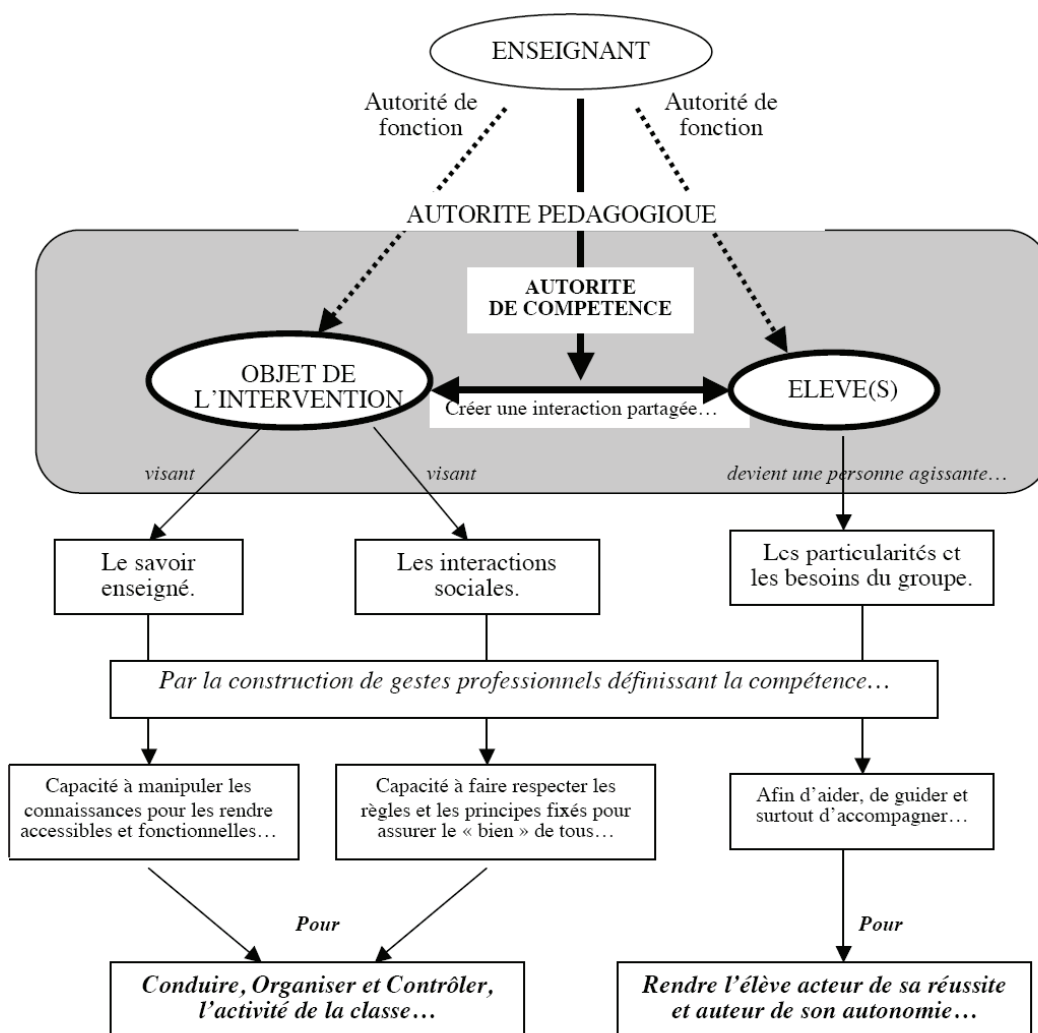 ENSEIGNANT
Autorité de
fonction
Autorité de
fonction
AUTORITE PEDAGOGIQUE
AUTORITE
DE COMPETENCE
OBJET DE
L'INTERVENTION
ELEVE(S)
Créer une interaction partagée…
visant
visant
devient une personne agissante…
Le savoir
enseigné.
Les interactions
sociales.
Les particularités et
les besoins du groupe.
Par la construction de gestes professionnels définissant la compétence…
Capacité à manipuler les
connaissances pour les rendre
accessibles et fonctionnelles…
Capacité à faire respecter les
règles et les principes fixés pour
assurer le « bien » de tous…
Afin d'aider, de guider et
surtout d'accompagner…
Pour
Pour
Conduire, Organiser et Contrôler,
l'activité de la classe…
Rendre l'élève acteur de sa réussite
et auteur de son autonomie…